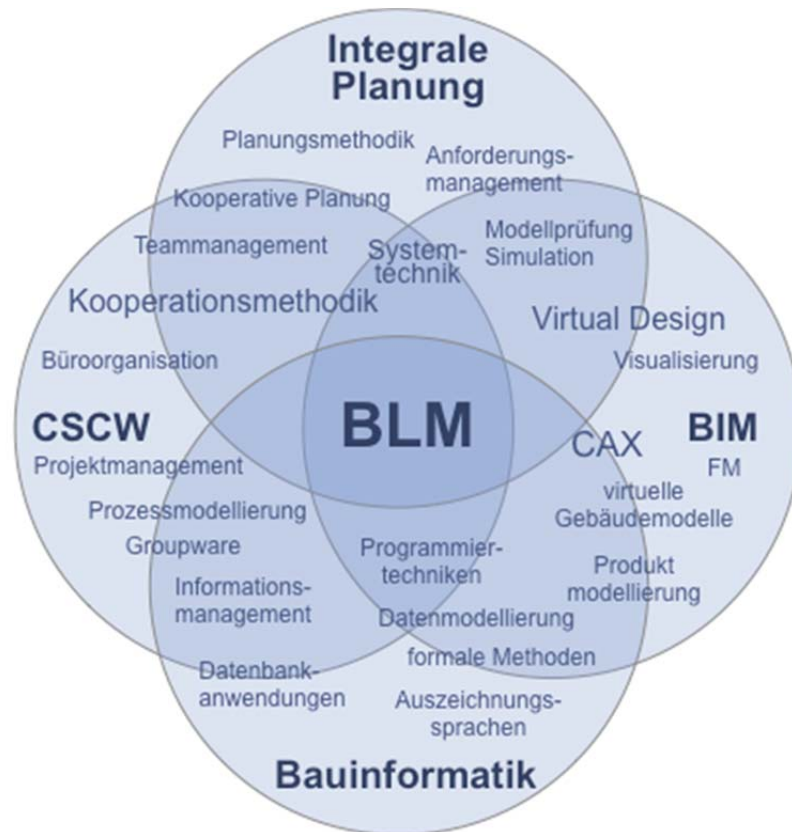 Integrale
Planung
Planungsmethodik
Anforderungs-
management
Kooperative Planung
Teammanagement
System-
technik
Modellprüfung
Simulation
Kooperationsmethodik
Virtual Design
Büroorganisation
Visualisierung
CSCW
BLM
CAX
BIM
Projektmanagement
FM
virtuelle
Gebäudemodelle
Prozessmodellierung
Groupware
Programmier-
techniken
Produkt
modellierung
Informations-
management
Datenmodellierung
formale Methoden
Datenbank-
anwendungen
Auszeichnungs-
sprachen
Bauinformatik